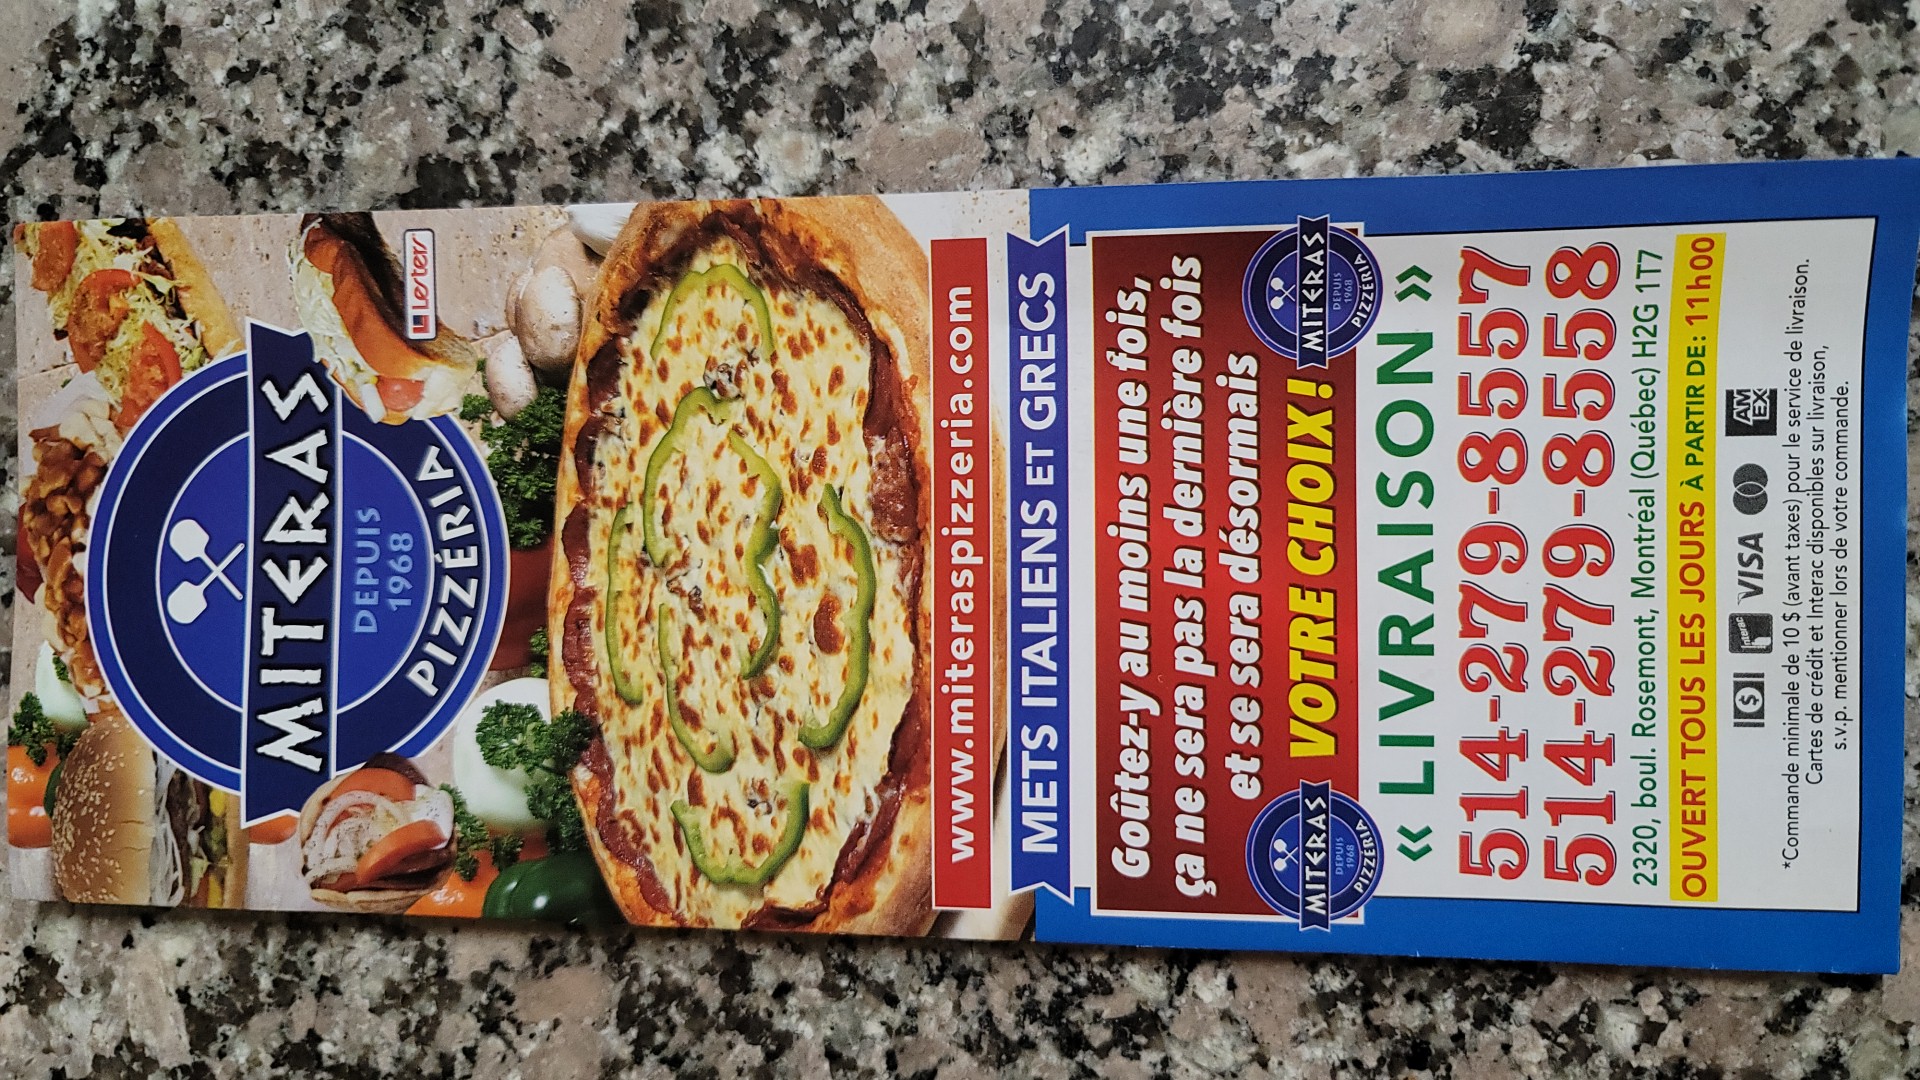 MITERAS
DEPUIS
1968
PIZZÉRIA
Lesters
www.miteraspizzeria.com
METS ITALIENS ET GRECS
Goûtez-y au moins une fois,
ça ne sera pas la dernière fois
et se sera désormais
VOTRE CHOIX !
MITERAS
DEPUIS
1968
PIZZÉRIA
MITERAS
DEPUIS
1968
PIZZÉRIA
« LIVRAISON »
514-279-8557
514-279-8558
2320, boul. Rosemont, Montréal (Québec) H2G 1T7
OUVERT TOUS LES JOURS À PARTIR DE: 11h00
$ Interac VISA AM EX
*Commande minimale de 10 $ (avant taxes) pour le service de livraison.
Cartes de crédit et Interac disponibles sur livraison,
s.v.p. mentionner lors de votre commande.